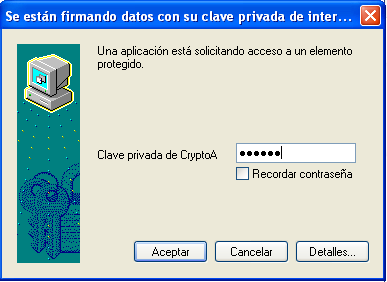 Se están firmando datos con su clave privada de inter...
Una aplicación está solicitando acceso a un elemento
protegido.
Clave privada de CryptoA
●●●●●●
Recordar contraseña
Aceptar
Cancelar
Detalles...